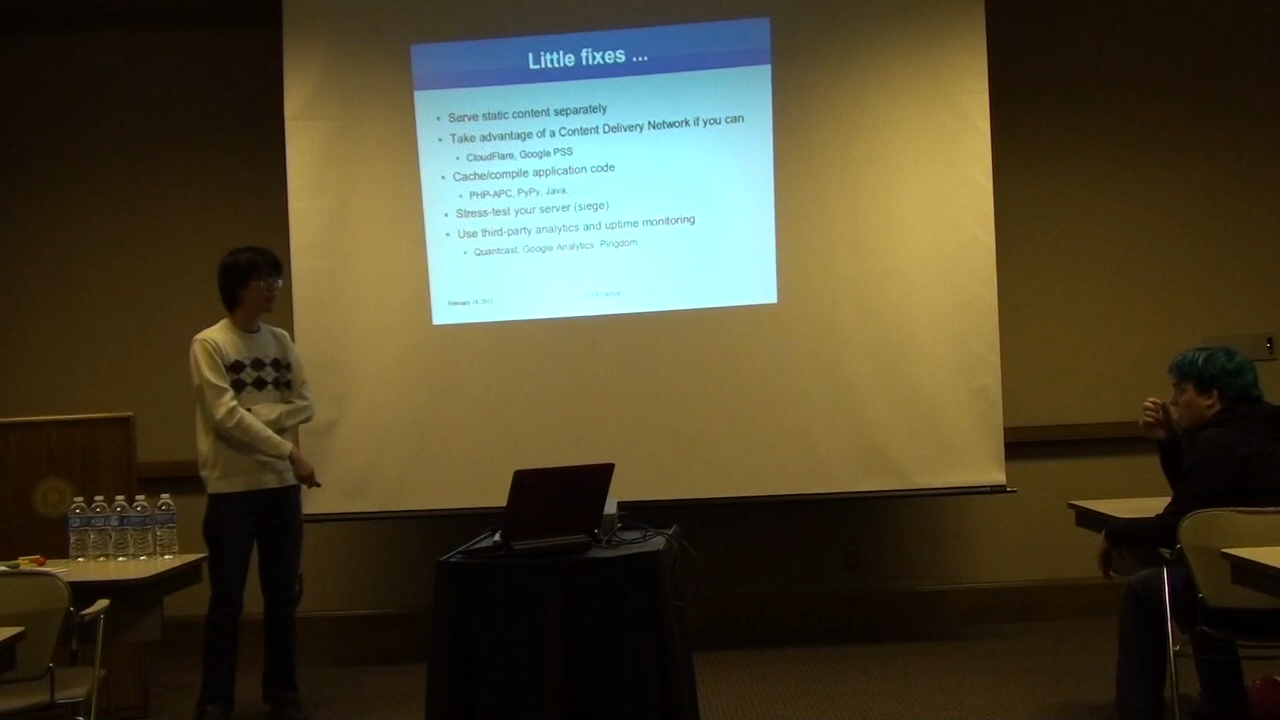 Little fixes ...
• Serve static content separately
• Take advantage of a Content Delivery Network if you can
• CloudFlare, Google PSS
• Cache/compile application code
• PHP-APC, PyPy, Java, ...
• Stress-test your server (siege)
• Use third-party analytics and uptime monitoring
• Quantcast, Google Analytics, Pingdom
February 18, 2012